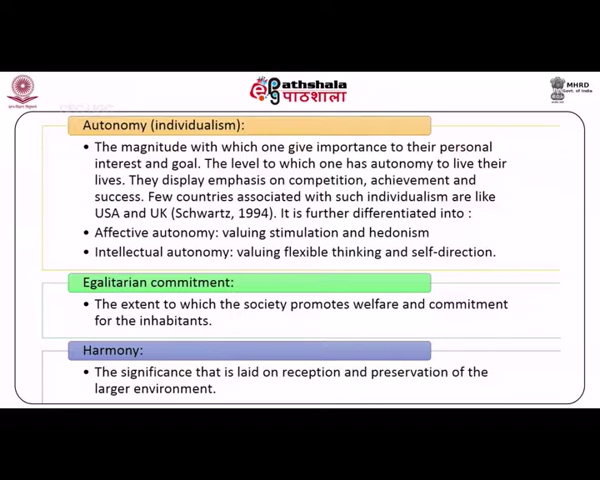 ePathshala
पाठशाला
MHRD
Govt. of India
Autonomy (individualism):
• The magnitude with which one give importance to their personal
interest and goal. The level to which one has autonomy to live their
lives. They display emphasis on competition, achievement and
success. Few countries associated with such individualism are like
USA and UK (Schwartz, 1994). It is further differentiated into :
• Affective autonomy: valuing stimulation and hedonism
• Intellectual autonomy: valuing flexible thinking and self-direction.
Egalitarian commitment:
• The extent to which the society promotes welfare and commitment
for the inhabitants.
Harmony:
• The significance that is laid on reception and preservation of the
larger environment.